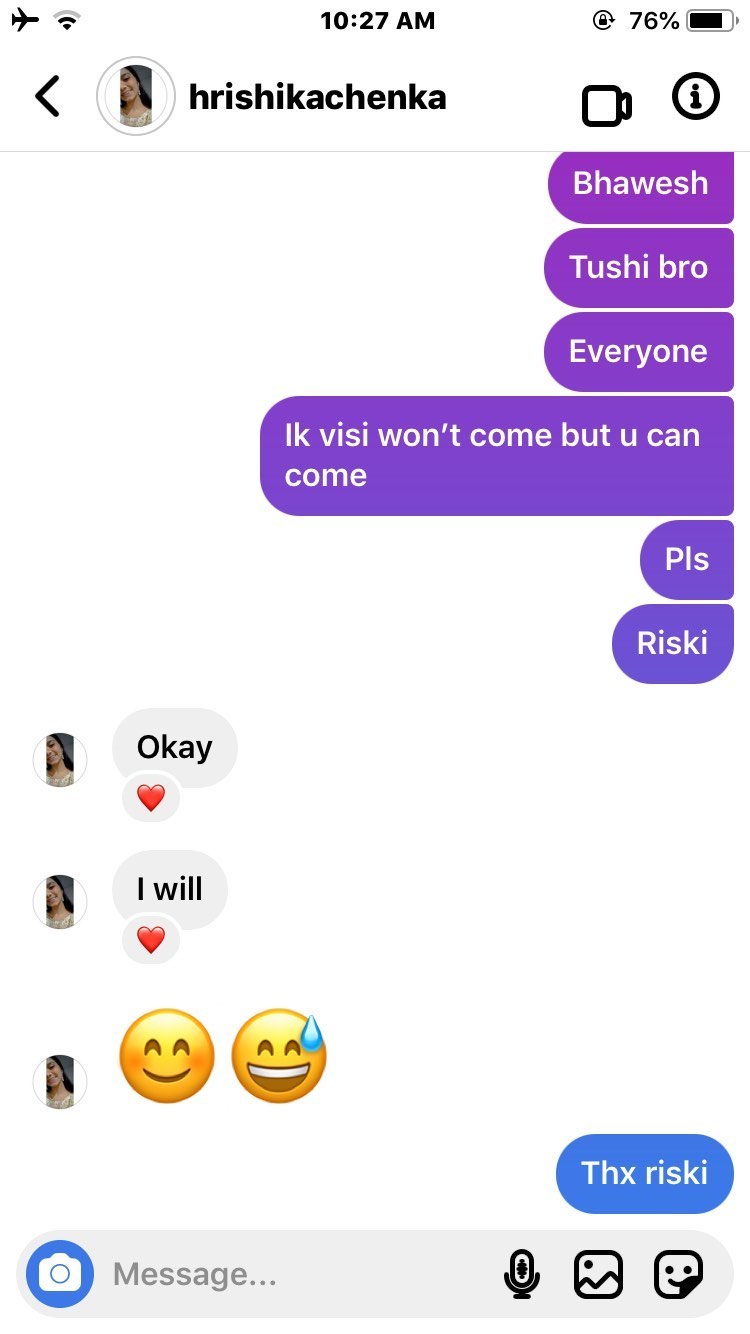 10:27 AM
76%
hrishikachenka
Bhawesh
Tushi bro
Everyone
Ik visi won’t come but u can
come
Pls
Riski
Okay
❤️
I will
❤️
😊😅
Thx riski
Message...